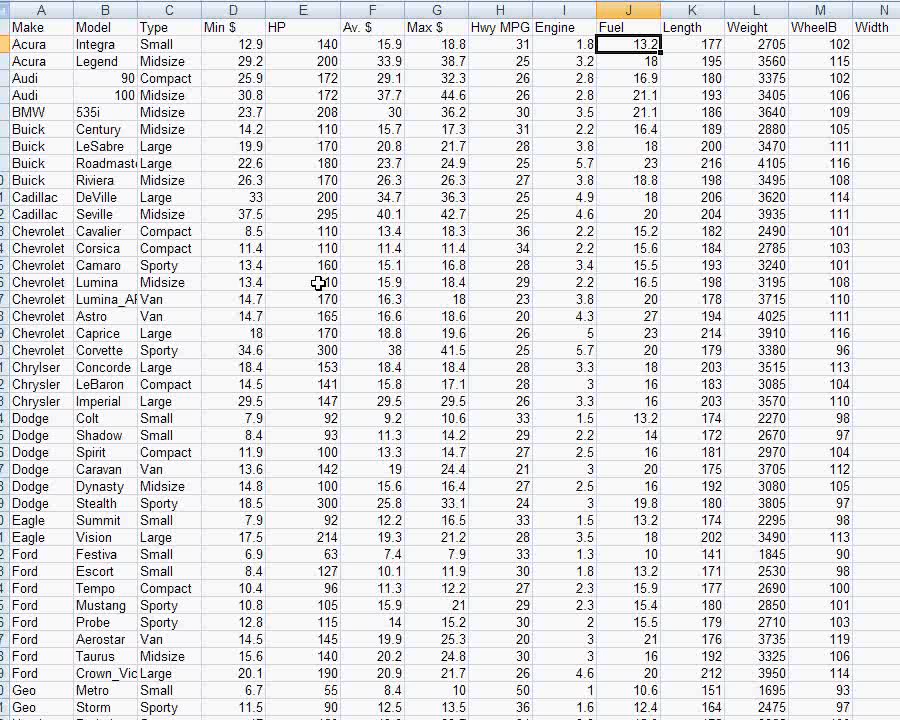 A B C D E F G H I J K L M N
Make Model Type Min $ HP Av. $ Max $ Hwy MPG Engine Fuel Length Weight WheelB Width
Acura Integra Small 12.9 140 15.9 18.8 31 1.8 13.2 177 2705 102
Acura Legend Midsize 29.2 200 33.9 38.7 25 3.2 18 195 3560 115
Audi 90 Compact 25.9 172 29.1 32.3 26 2.8 16.9 180 3375 102
Audi 100 Midsize 30.8 172 37.7 44.6 26 2.8 21.1 193 3405 106
BMW 535i Midsize 23.7 208 30 36.2 30 3.5 21.1 186 3640 109
Buick Century Midsize 14.2 110 15.7 17.3 31 2.2 16.4 189 2880 105
Buick LeSabre Large 19.9 170 20.8 21.7 28 3.8 18 200 3470 111
Buick Roadmast Large 22.6 180 23.7 24.9 25 5.7 23 216 4105 116
Buick Riviera Midsize 26.3 170 26.3 26.3 27 3.8 18.8 198 3495 108
Cadillac DeVille Large 33 200 34.7 36.3 25 4.9 18 206 3620 114
Cadillac Seville Midsize 37.5 295 40.1 42.7 25 4.6 20 204 3935 111
Chevrolet Cavalier Compact 8.5 110 13.4 18.3 36 2.2 15.2 182 2490 101
Chevrolet Corsica Compact 11.4 110 11.4 11.4 34 2.2 15.6 184 2785 103
Chevrolet Camaro Sporty 13.4 160 15.1 16.8 28 3.4 15.5 193 3240 101
Chevrolet Lumina Midsize 13.4 10 15.9 18.4 29 2.2 16.5 198 3195 108
Chevrolet Lumina_AP Van 14.7 170 16.3 18 23 3.8 20 178 3715 110
Chevrolet Astro Van 14.7 165 16.6 18.6 20 4.3 27 194 4025 111
Chevrolet Caprice Large 18 170 18.8 19.6 26 5 23 214 3910 116
Chevrolet Corvette Sporty 34.6 300 38 41.5 25 5.7 20 179 3380 96
Chrylser Concorde Large 18.4 153 18.4 18.4 28 3.3 18 203 3515 113
Chrysler LeBaron Compact 14.5 141 15.8 17.1 28 3 16 183 3085 104
Chrysler Imperial Large 29.5 147 29.5 29.5 26 3.3 16 203 3570 110
Dodge Colt Small 7.9 92 9.2 10.6 33 1.5 13.2 174 2270 98
Dodge Shadow Small 8.4 93 11.3 14.2 29 2.2 14 172 2670 97
Dodge Spirit Compact 11.9 100 13.3 14.7 27 2.5 16 181 2970 104
Dodge Caravan Van 13.6 142 19 24.4 21 3 20 175 3705 112
Dodge Dynasty Midsize 14.8 100 15.6 16.4 27 2.5 16 192 3080 105
Dodge Stealth Sporty 18.5 300 25.8 33.1 24 3 19.8 180 3805 97
Eagle Summit Small 7.9 92 12.2 16.5 33 1.5 13.2 174 2295 98
Eagle Vision Large 17.5 214 19.3 21.2 28 3.5 18 202 3490 113
Ford Festiva Small 6.9 63 7.4 7.9 33 1.3 10 141 1845 90
Ford Escort Small 8.4 127 10.1 11.9 30 1.8 13.2 171 2530 98
Ford Tempo Compact 10.4 96 11.3 12.2 27 2.3 15.9 177 2690 100
Ford Mustang Sporty 10.8 105 15.9 21 29 2.3 15.4 180 2850 101
Ford Probe Sporty 12.8 115 14 15.2 30 2 15.5 179 2710 103
Ford Aerostar Van 14.5 145 19.9 25.3 20 3 21 176 3735 119
Ford Taurus Midsize 15.6 140 20.2 24.8 30 3 16 192 3325 106
Ford Crown_Vic Large 20.1 190 20.9 21.7 26 4.6 20 212 3950 114
Geo Metro Small 6.7 55 8.4 10 50 1 10.6 151 1695 93
Geo Storm Sporty 11.5 90 12.5 13.5 36 1.6 12.4 164 2475 97